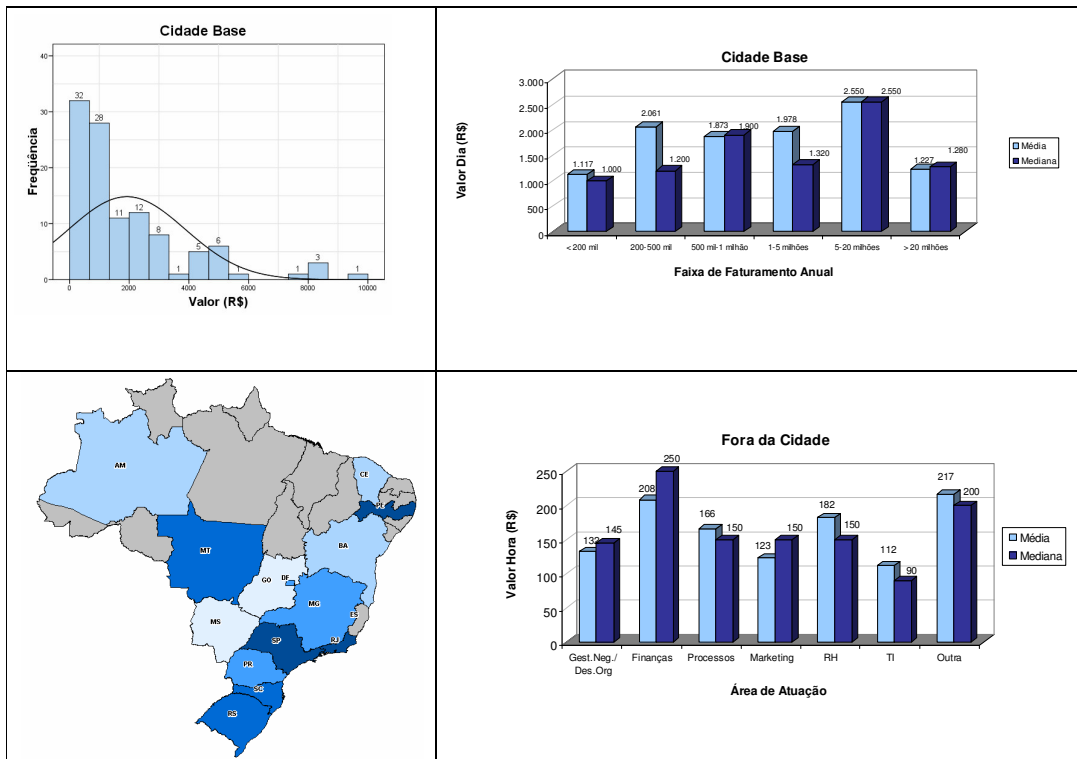 Cidade Base
Freqüência
40
30
20
10
0
32
28
11
12
8
1
5
6
1
1
3
1
0
2000
4000
6000
8000
10000
Valor (R$)
Cidade Base
Valor Dia (R$)
3.000
2.500
2.000
1.500
1.000
500
0
1.117
1.000
2.061
1.200
1.873
1.900
1.978
1.320
2.550
2.550
1.227
1.280
< 200 mil
200-500 mil
500 mil-1 milhão
1-5 milhões
5-20 milhões
> 20 milhões
Faixa de Faturamento Anual
Média
Mediana
AM
CE
PE
BA
MT
GO
DF
MG
ES
MS
SP
RJ
PR
SC
RS
Fora da Cidade
Valor Hora (R$)
250
200
150
100
50
0
132
145
208
250
166
150
123
150
182
150
112
90
217
200
Gest.Neg./
Des.Org
Finanças
Processos
Marketing
RH
TI
Outra
Área de Atuação
Média
Mediana